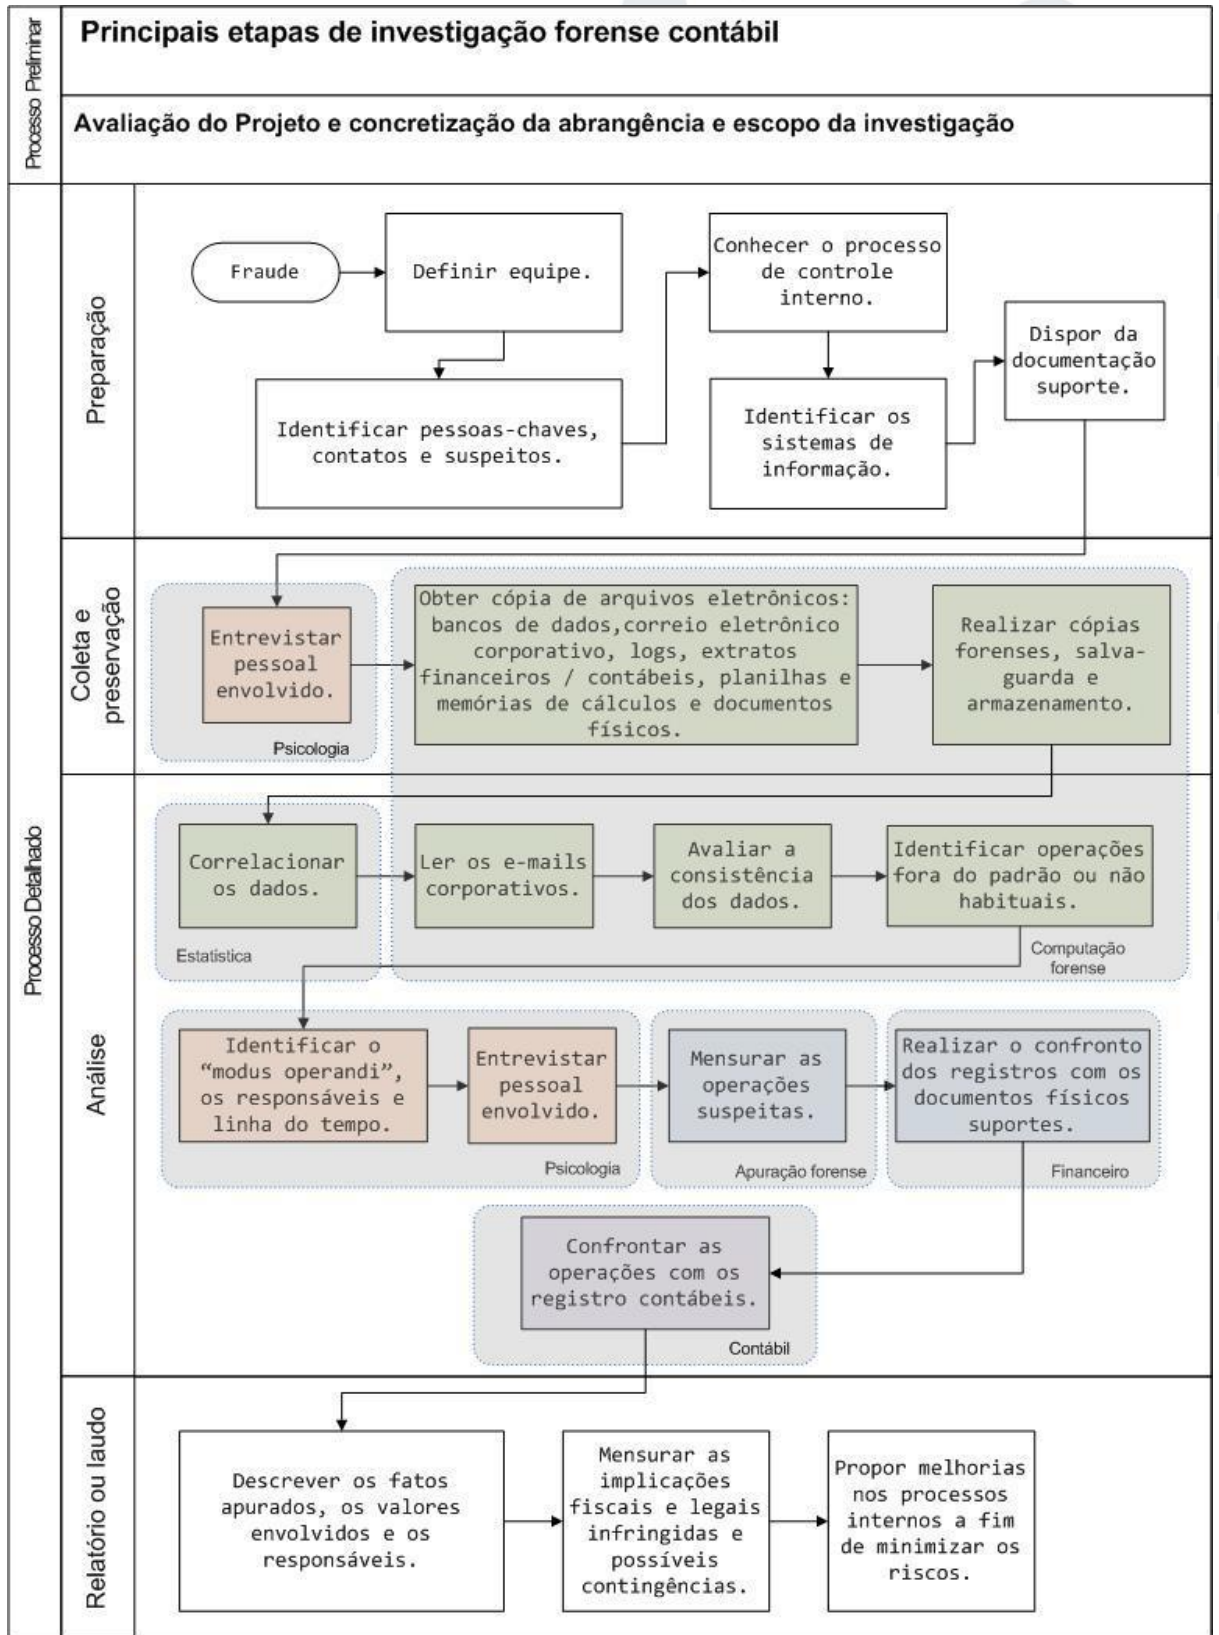 Processo Preliminar
Principais etapas de investigação forense contábil
Avaliação do Projeto e concretização da abrangência e escopo da investigação
Processo Detalhado
Preparação
Fraude
Definir equipe.
Identificar pessoas-chaves,
contatos e suspeitos.
Conhecer o processo
de controle
interno.
Identificar os
sistemas de
informação.
Dispor da
documentação
suporte.
Coleta e
preservação
Entrevistar
pessoal
envolvido.
Psicologia
Obter cópia de arquivos eletrônicos:
bancos de dados,correio eletrônico
corporativo, logs, extratos
financeiros / contábeis, planilhas e
memórias de cálculos e documentos
físicos.
Realizar cópias
forenses, salva-
guarda e
armazenamento.
Análise
Correlacionar
os dados.
Estatística
Ler os e-mails
corporativos.
Avaliar a
consistência
dos dados.
Identificar operações
fora do padrão ou não
habituais.
Computação
forense
Identificar o
“modus operandi”,
os responsáveis e
linha do tempo.
Entrevistar
pessoal
envolvido.
Psicologia
Mensurar as
operações
suspeitas.
Apuração forense
Realizar o confronto
dos registros com os
documentos físicos
suportes.
Financeiro
Confrontar as
operações com os
registro contábeis.
Contábil
Relatório ou laudo
Descrever os fatos
apurados, os valores
envolvidos e os
responsáveis.
Mensurar as
implicações
fiscais e legais
infringidas e
possíveis
contingências.
Propor melhorias
nos processos
internos a fim
de minimizar os
riscos.